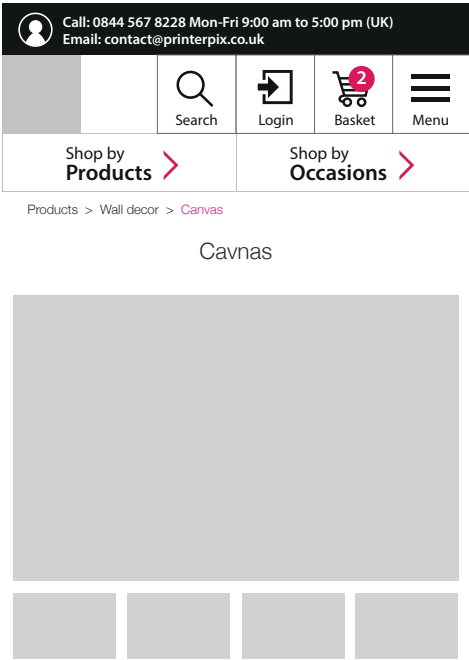 Call: 0844 567 8228 Mon-Fri 9:00 am to 5:00 pm (UK)
Email: contact@printerpix.co.uk
2
Search
Login
Basket
Menu
Shop by
Products
Shop by
Occasions
Products > Wall decor > Canvas
Cavnas